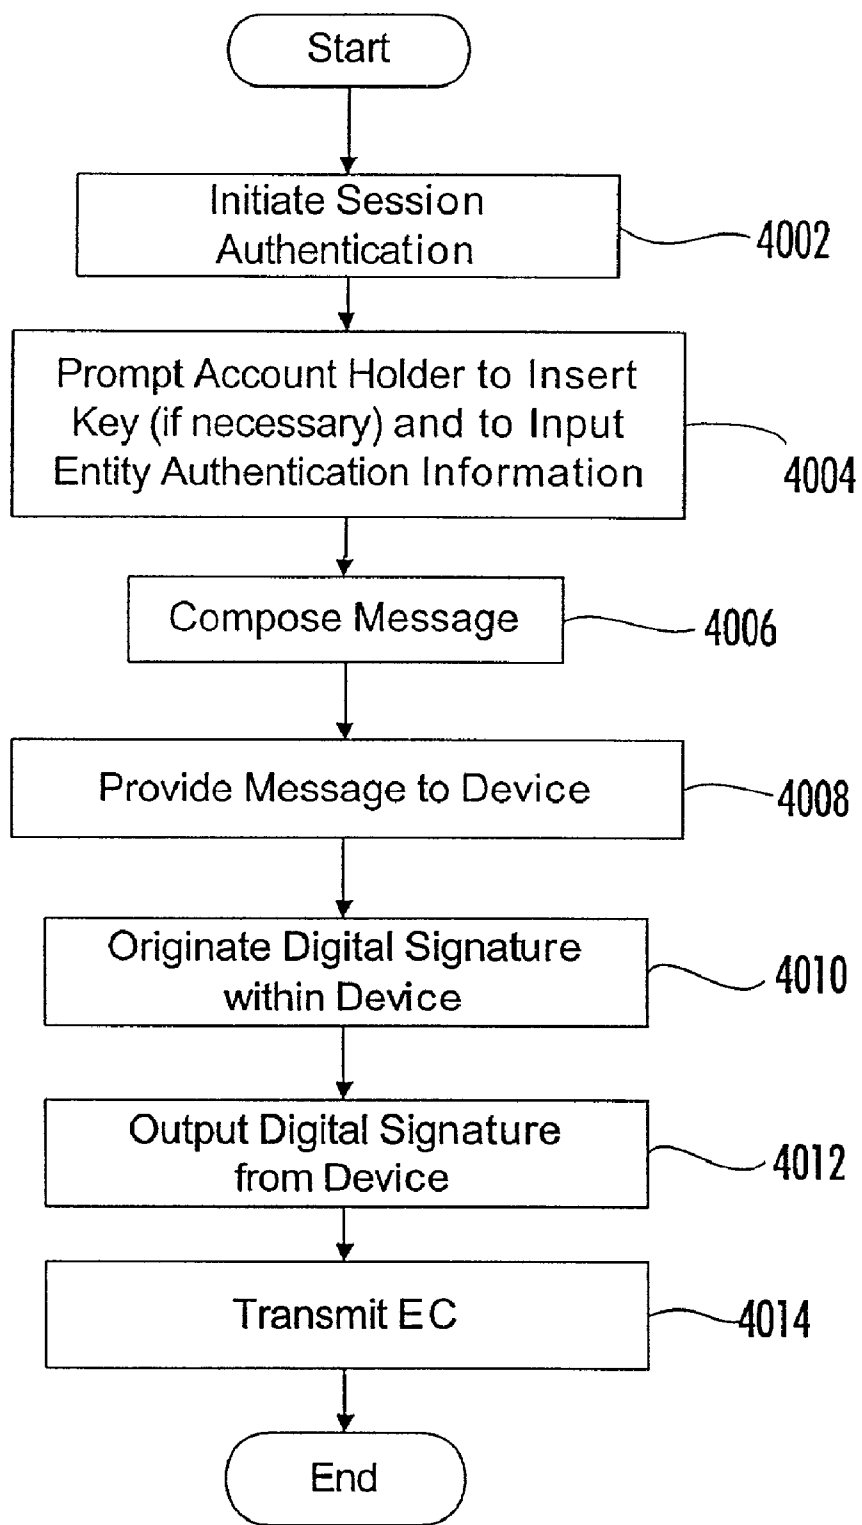 Start
Initiate Session
Authentication
4002
Prompt Account Holder to Insert
Key (if necessary) and to Input
Entity Authentication Information
4004
Compose Message
4006
Provide Message to Device
4008
Originate Digital Signature
within Device
4010
Output Digital Signature
from Device
4012
Transmit EC
4014
End